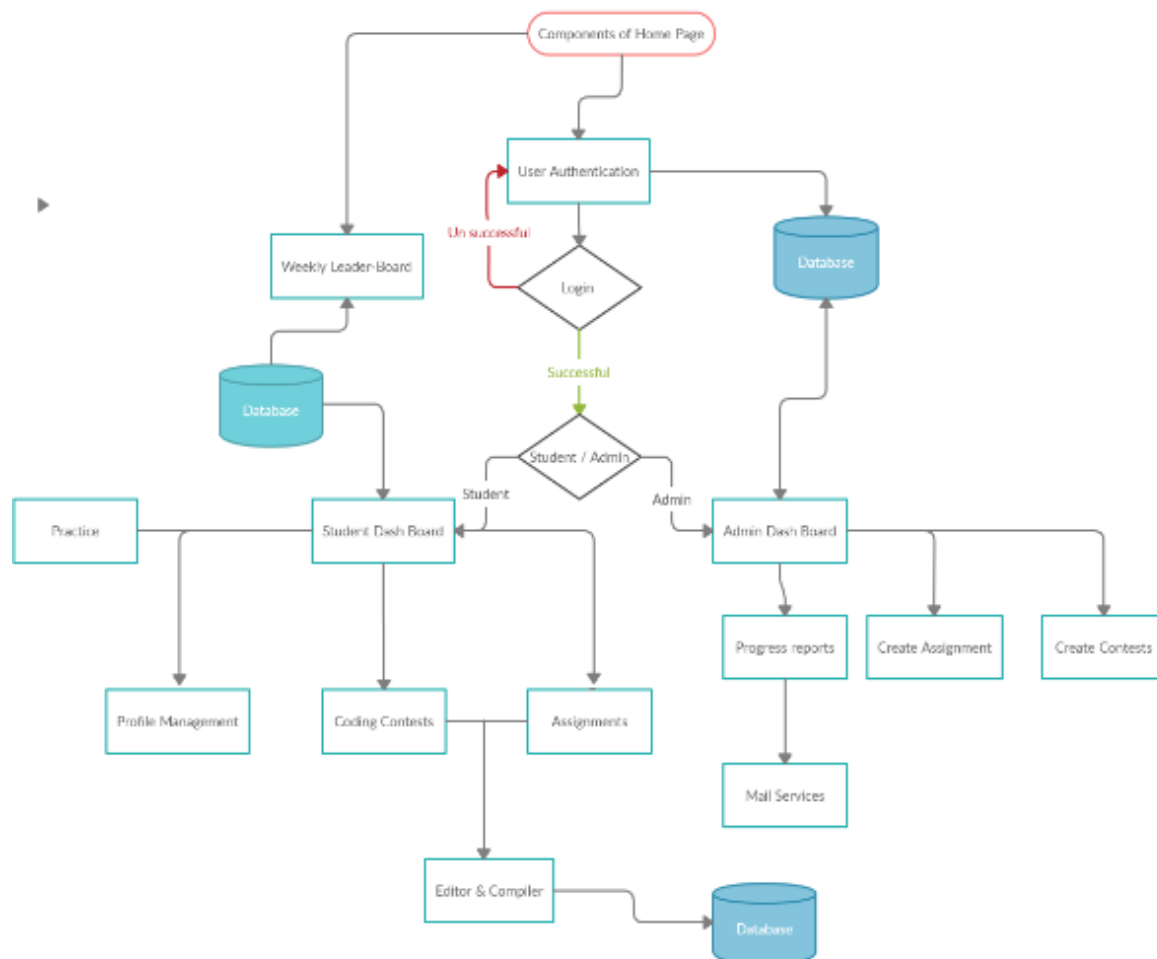 Components of Home Page
User Authentication
Un successful
Weekly Leader-Board
Database
Login
Successful
Database
Student / Admin
Student
Admin
Practice
Student Dash Board
Admin Dash Board
Progress reports
Create Assignment
Create Contests
Profile Management
Coding Contests
Assignments
Mail Services
Editor & Compiler
Database